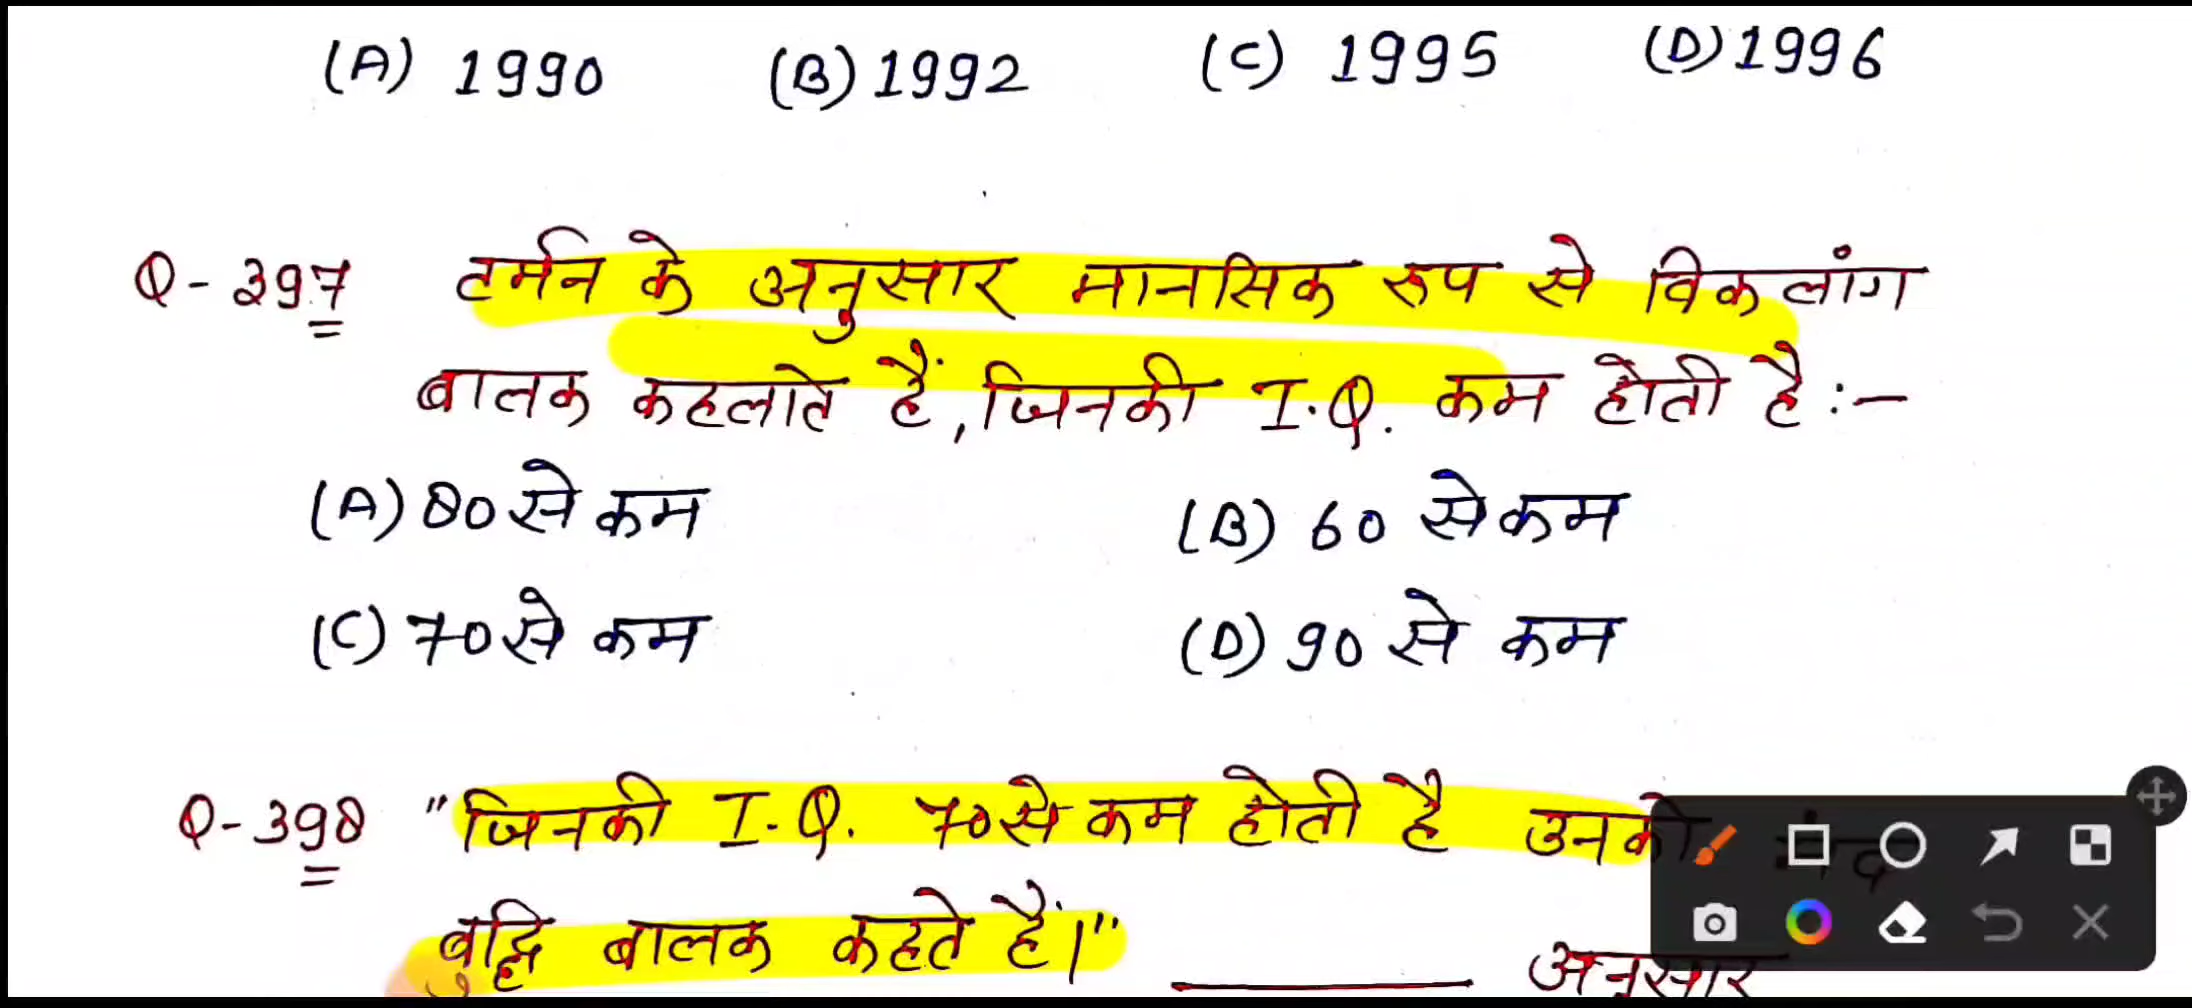 (A) 1990 (B) 1992 (C) 1995 (D) 1996
Q-397 टर्मन के अनुसार मानसिक रूप से विकलांग
बालक कहलाते हैं, जिनकी I.Q. कम होती है :-
(A) 80 से कम (B) 60 से कम
(C) 70 से कम (D) 90 से कम
Q-398 "जिनकी I.Q. 70 से कम होती है उनको
बुद्धि बालक कहते हैं।" ______ अनुसार